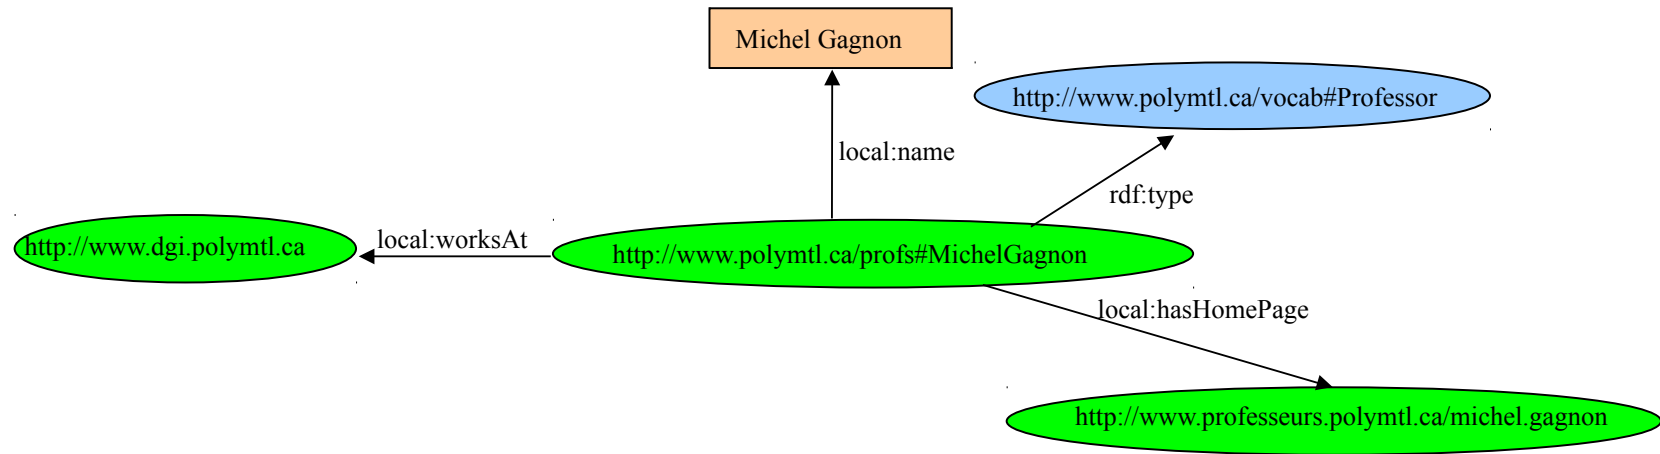 Michel Gagnon
http://www.polymtl.ca/vocab#Professor
local:name
rdf:type
http://www.dgi.polymtl.ca
local:worksAt
http://www.polymtl.ca/profs#MichelGagnon
local:hasHomePage
http://www.professeurs.polymtl.ca/michel.gagnon